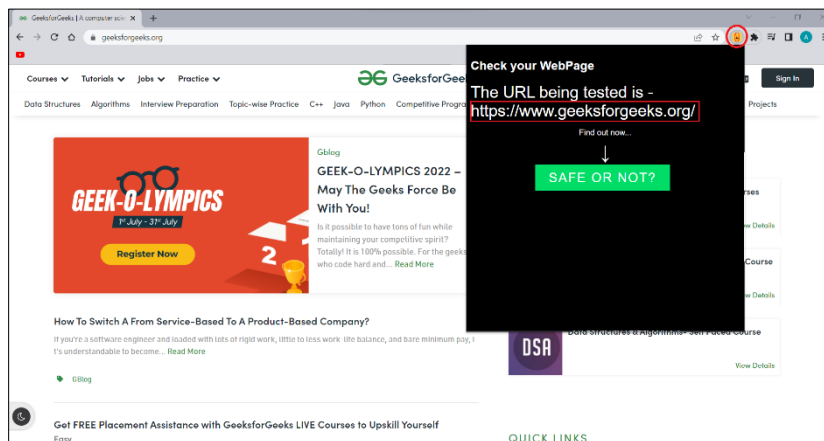 GeeksforGeeks | A computer scie
geeksforgeeks.org
Courses Tutorials Jobs Practice
GeeksforGee
Sign In
Data Structures Algorithms Interview Preparation Topic-wise Practice C++ Java Python Competitive Progra
Projects
Check your WebPage
The URL being tested is -
https://www.geeksforgeeks.org/
Find out now...
↓
SAFE OR NOT?
GEEK-O-LYMPICS
1st July - 31st July
Register Now
2
1
Gblog
GEEK-O-LYMPICS 2022 –
May The Geeks Force Be
With You!
Is it possible to have tons of fun while
maintaining your competitive spirit?
Totally! It is 100% possible. For the geeks
who code hard and... Read More
rses
ew Details
Course
w Details
DSA
Data Structures & Algorithms- Self Paced Course
View Details
How To Switch A From Service-Based To A Product-Based Company?
If you're a software engineer and loaded with lots of rigid work, little to less work-life balance, and bare minimum pay, i
t's understandable to become... Read More
GBlog
Get FREE Placement Assistance with GeeksforGeeks LIVE Courses to Upskill Yourself
Easy
QUICK LINKS